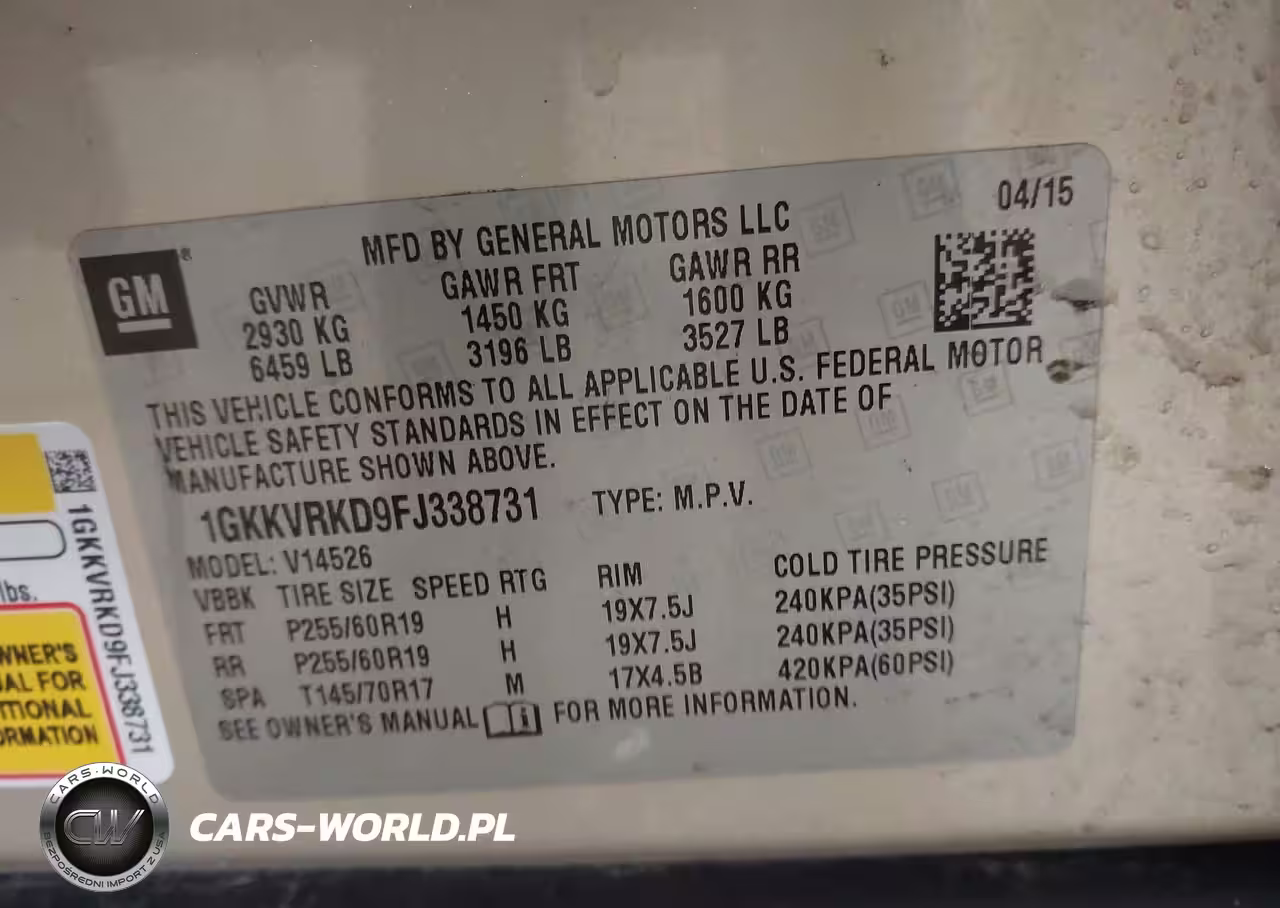 04/15
MFD BY GENERAL MOTORS LLC
GM®
GVWR GAWR FRT GAWR RR
2930 KG 1450 KG 1600 KG
6459 LB 3196 LB 3527 LB
THIS VEHICLE CONFORMS TO ALL APPLICABLE U.S. FEDERAL MOTOR
VEHICLE SAFETY STANDARDS IN EFFECT ON THE DATE OF
MANUFACTURE SHOWN ABOVE.
1GKKVRKD9FJ338731 TYPE: M.P.V.
MODEL: V14526
VBBK TIRE SIZE SPEED RTG RIM COLD TIRE PRESSURE
FRT P255/60R19 H 19X7.5J 240KPA(35PSI)
RR P255/60R19 H 19X7.5J 240KPA(35PSI)
SPA T145/70R17 M 17X4.5B 420KPA(60PSI)
SEE OWNER'S MANUAL FOR MORE INFORMATION.
1GKKVRKD9FJ338731
lbs.
WNER'S
UAL FOR
ITIONAL
ORMATION
CARS-WORLD
CW
BEZPOŚREDNI IMPORT Z USA
CARS-WORLD.PL